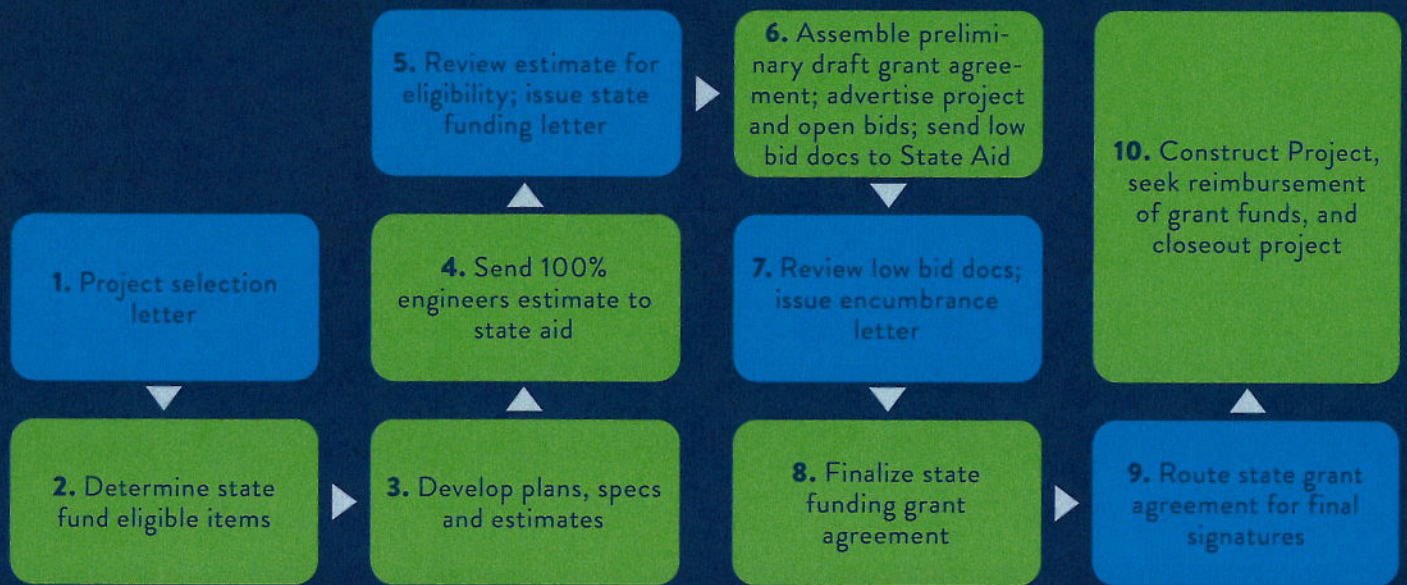 1. Project selection
letter
2. Determine state
fund eligible items
3. Develop plans, specs
and estimates
4. Send 100%
engineers estimate to
state aid
5. Review estimate for
eligibility; issue state
funding letter
6. Assemble prelimi-
nary draft grant agree-
ment; advertise project
and open bids; send low
bid docs to State Aid
7. Review low bid docs;
issue encumbrance
letter
8. Finalize state
funding grant
agreement
9. Route state grant
agreement for final
signatures
10. Construct Project,
seek reimbursement
of grant funds, and
closeout project